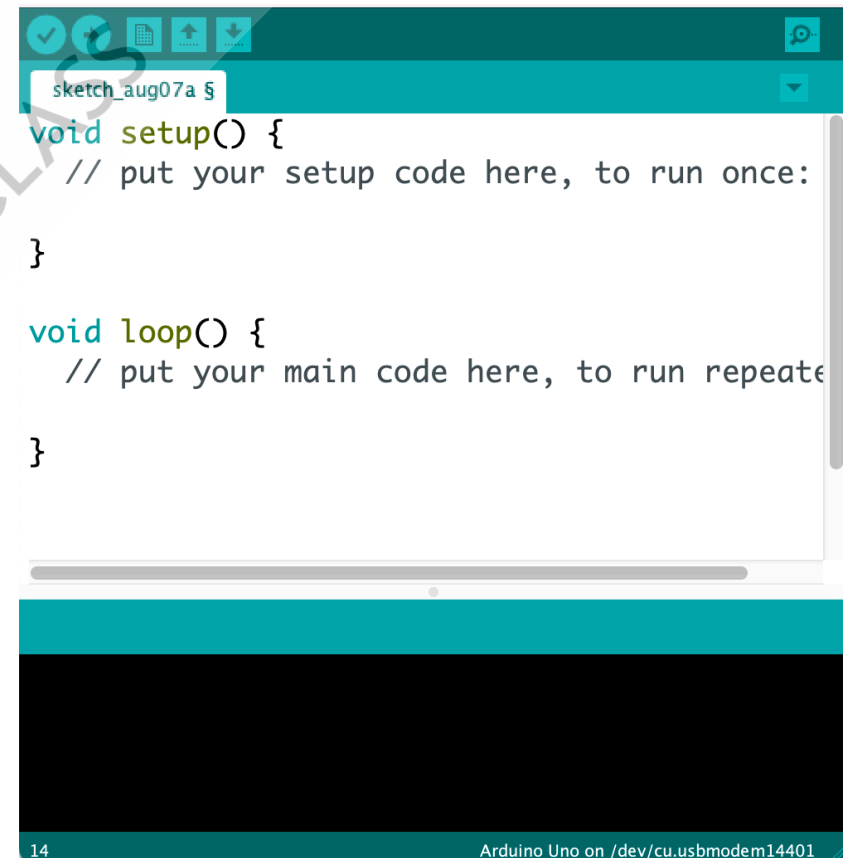 sketch_aug07a §
void setup() {
// put your setup code here, to run once:
}
void loop() {
// put your main code here, to run repeate
}
14 Arduino Uno on /dev/cu.usbmodem14401
CLASS